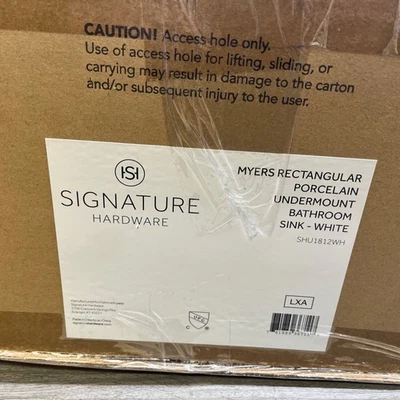 CAUTION! Access hole only.
Use of access hole for lifting, sliding, or
carrying may result in damage to the carton
and/or subsequent injury to the user.
SIGNATURE
HARDWARE
MYERS RECTANGULAR
PORCELAIN
UNDERMOUNT
BATHROOM
SINK - WHITE
SHU1812WH
Signature Hardware
LXA